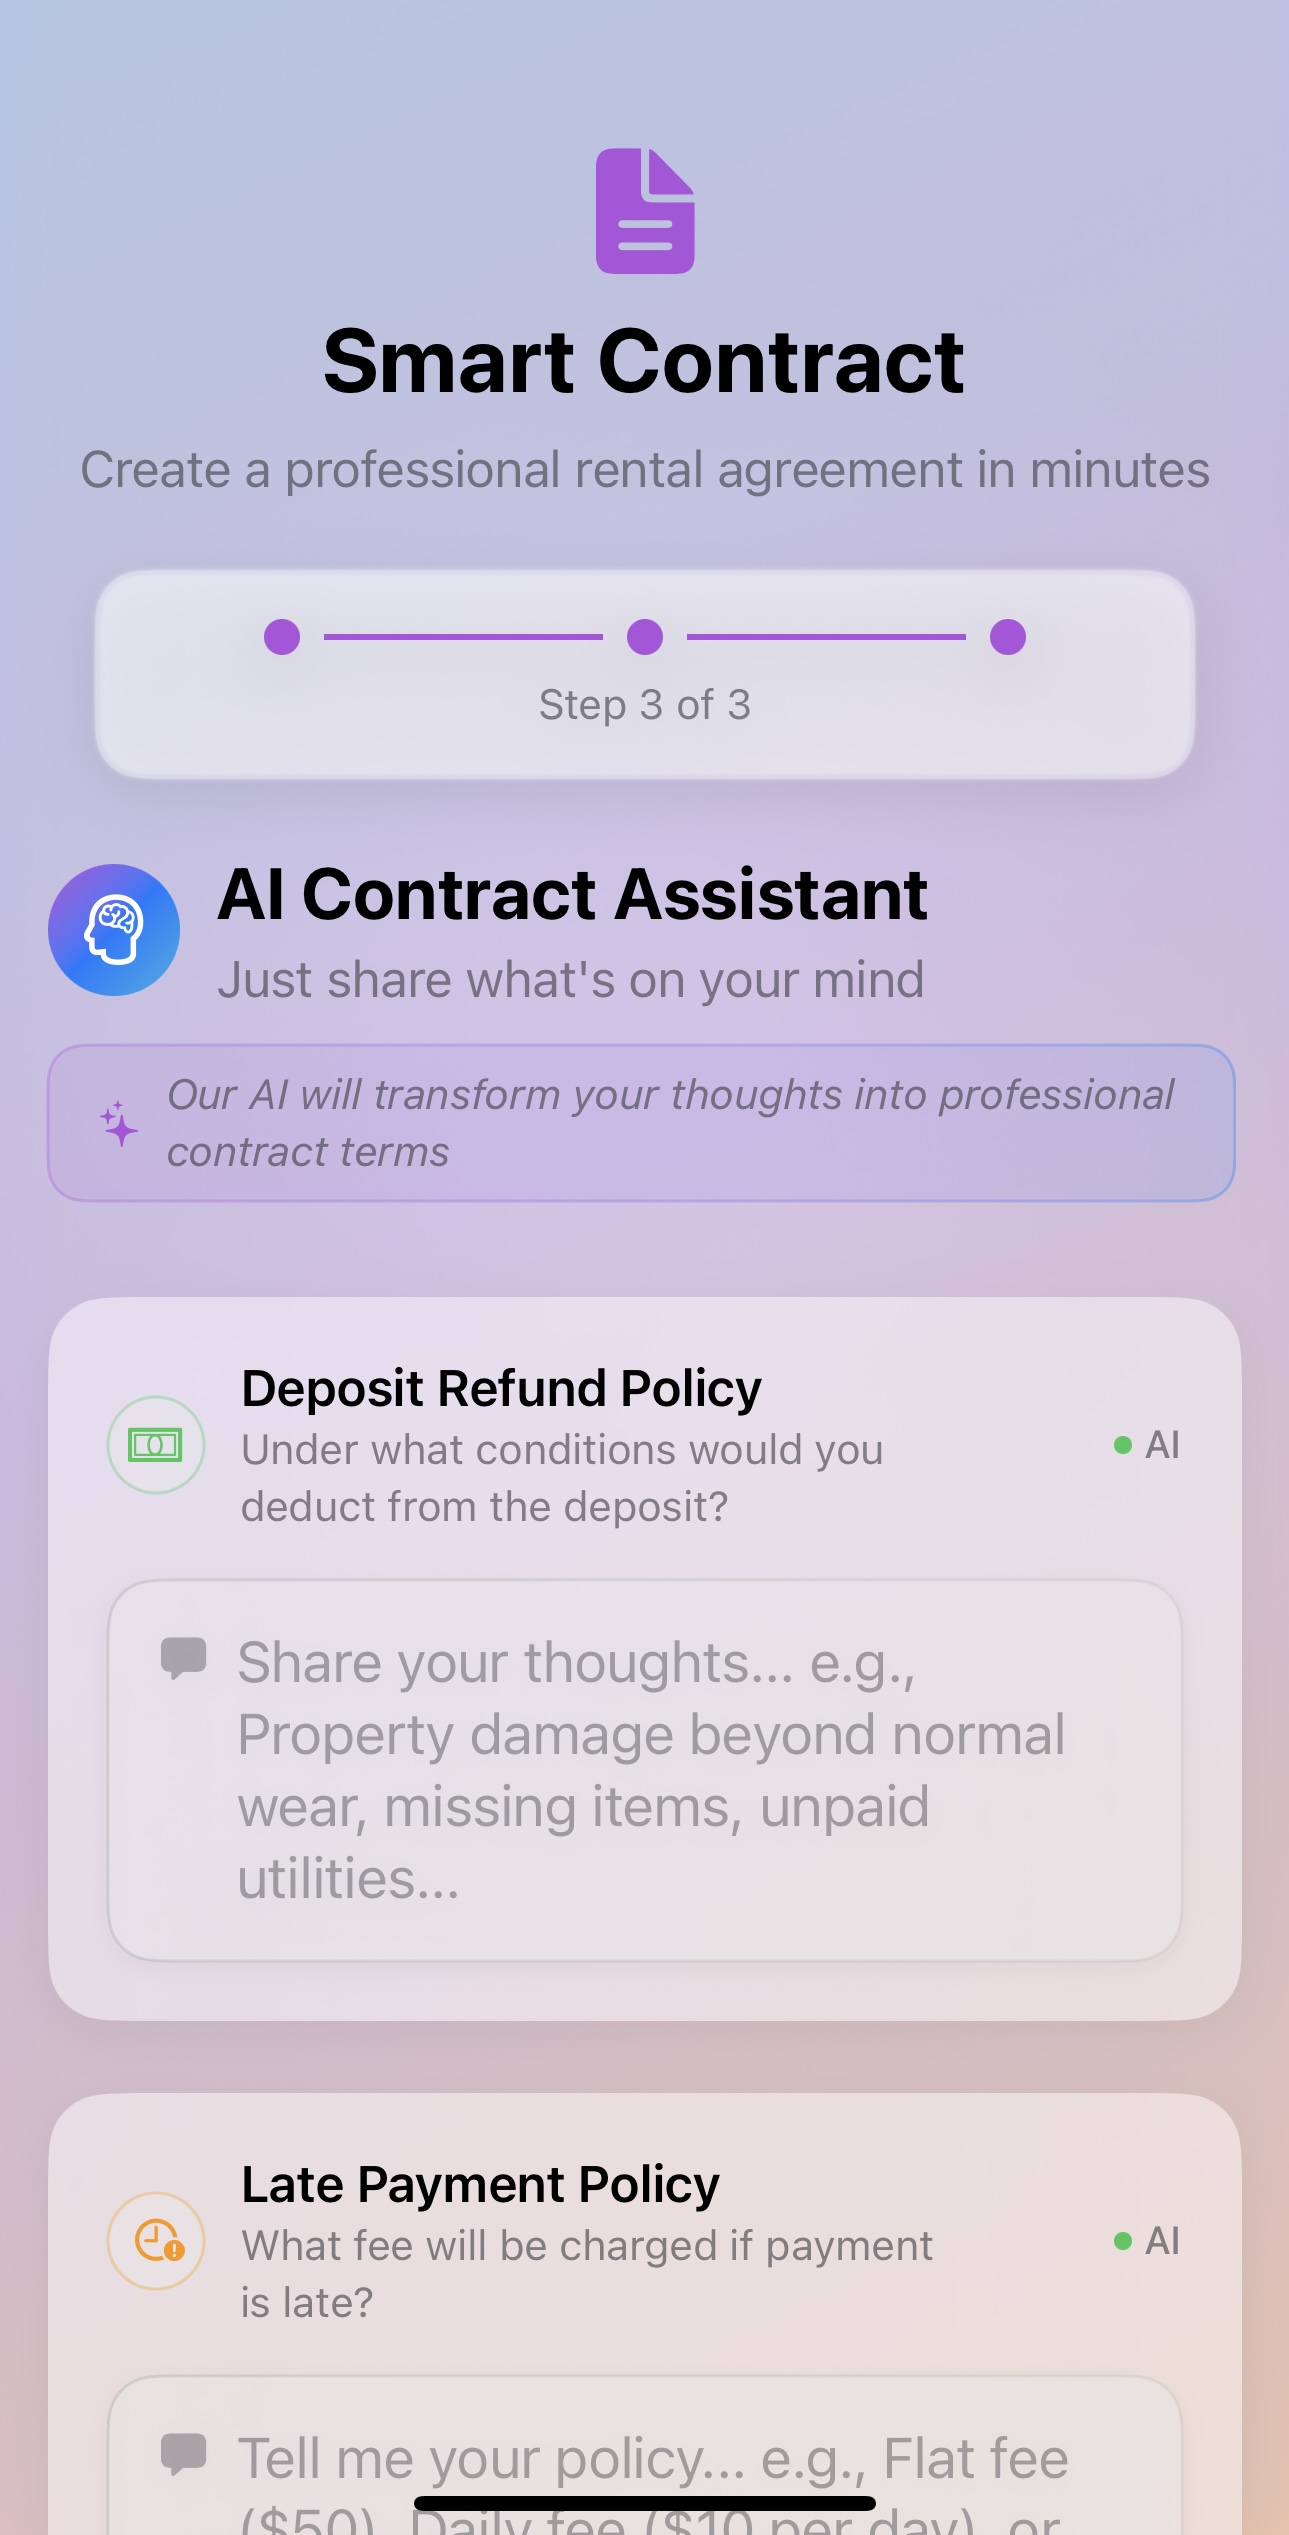 Smart Contract
Create a professional rental agreement in minutes
Step 3 of 3
AI Contract Assistant
Just share what's on your mind
Our AI will transform your thoughts into professional
contract terms
Deposit Refund Policy
Under what conditions would you
deduct from the deposit?
AI
Share your thoughts... e.g.,
Property damage beyond normal
wear, missing items, unpaid
utilities...
Late Payment Policy
What fee will be charged if payment
is late?
AI
Tell me your policy... e.g., Flat fee
($50), Daily fee ($10 per day), or